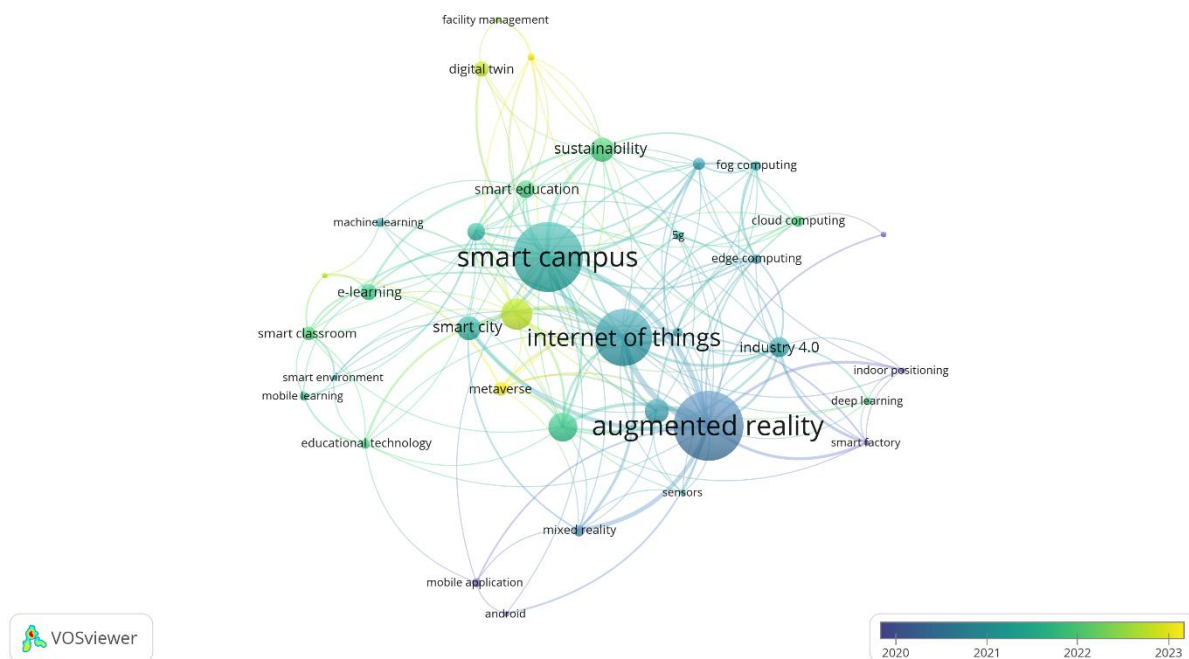 facility management
digital twin
sustainability
fog computing
smart education
machine learning
cloud computing
5g
smart campus
edge computing
e-learning
smart city
smart classroom
internet of things
industry 4.0
indoor positioning
smart environment
metaverse
mobile learning
deep learning
augmented reality
educational technology
smart factory
sensors
mixed reality
mobile application
android
VOSviewer
2020 2021 2022 2023